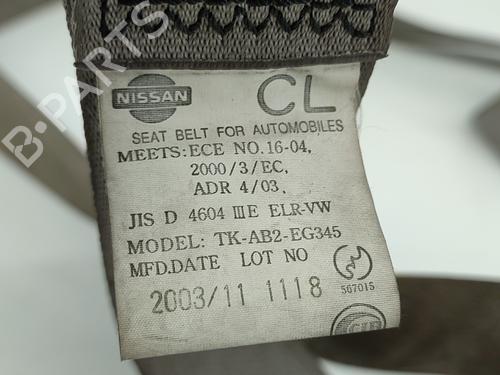 NISSAN
CL
SEAT BELT FOR AUTOMOBILES
MEETS:ECE NO.16-04,
2000/3/EC,
ADR 4/03,
JIS D 4604 ⅢE ELR-VW
MODEL: TK-AB2-EG345
MFD.DATE LOT NO
2003/11 1118
567015
B-PARTS